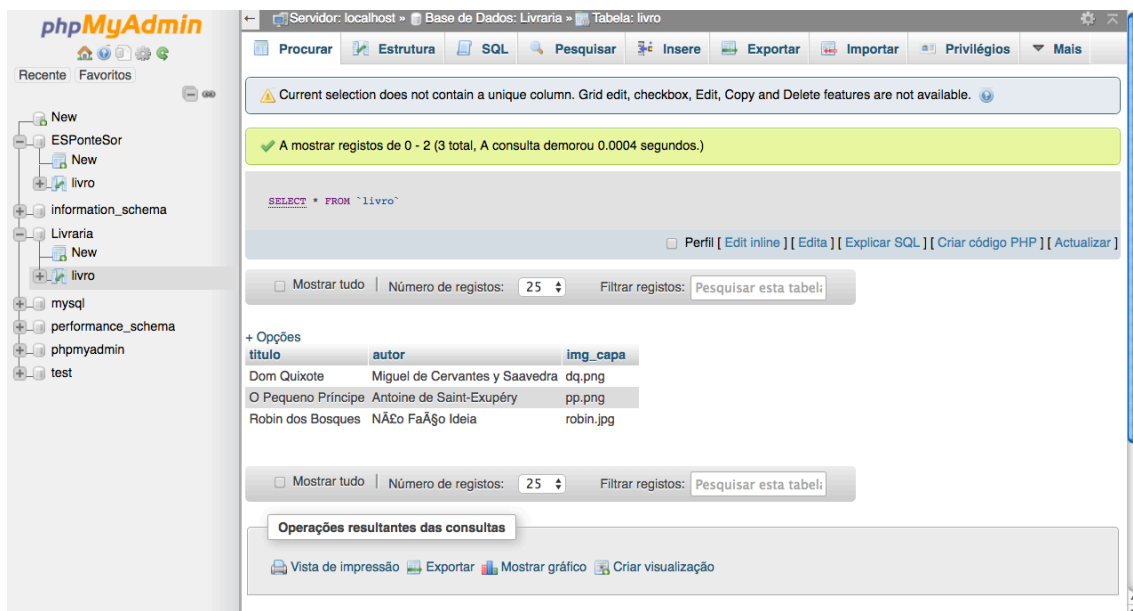 phpMyAdmin
Recente Favoritos
New
ESPonteSor
New
livro
information_schema
Livraria
New
livro
mysql
performance_schema
phpmyadmin
test
← Servidor: localhost » Base de Dados: Livraria » Tabela: livro
Procurar Estrutura SQL Pesquisar Insere Exportar Importar Privilégios Mais
Current selection does not contain a unique column. Grid edit, checkbox, Edit, Copy and Delete features are not available.
A mostrar registos de 0 - 2 (3 total, A consulta demorou 0.0004 segundos.)
SELECT * FROM `livro`
Perfil [ Edit inline ] [ Edita ] [ Explicar SQL ] [ Criar código PHP ] [ Actualizar ]
Mostrar tudo | Número de registos: 25 Filtrar registos: Pesquisar esta tabela
+ Opções
titulo autor img_capa
Dom Quixote Miguel de Cervantes y Saavedra dq.png
O Pequeno Príncipe Antoine de Saint-Exupéry pp.png
Robin dos Bosques NÃ£o FaÃ§o Ideia robin.jpg
Mostrar tudo | Número de registos: 25 Filtrar registos: Pesquisar esta tabela
Operações resultantes das consultas
Vista de impressão Exportar Mostrar gráfico Criar visualização